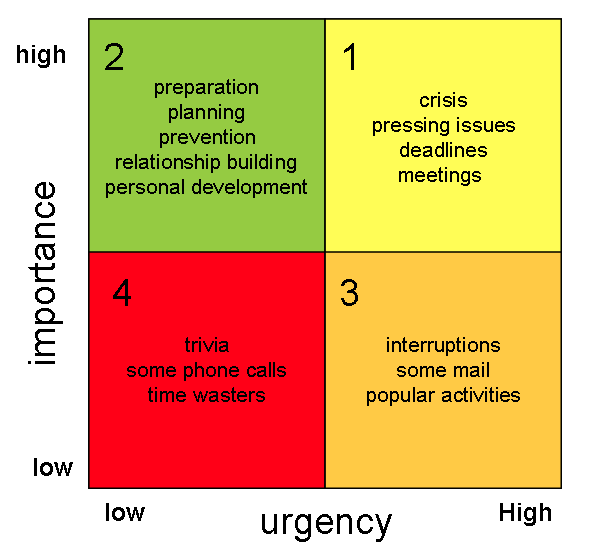 high
2
preparation
planning
prevention
relationship building
personal development
1
crisis
pressing issues
deadlines
meetings
importance
4
trivia
some phone calls
time wasters
3
interruptions
some mail
popular activities
low
low
urgency
High